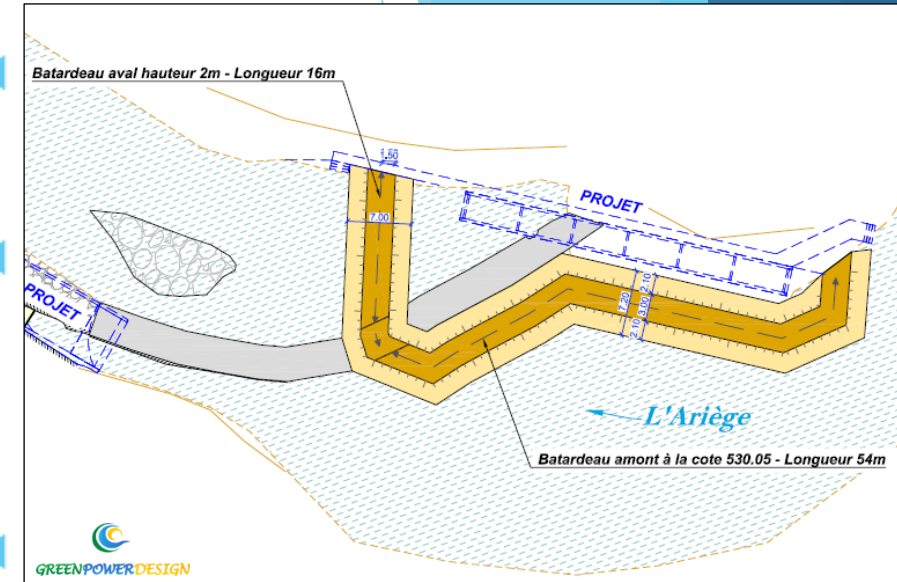 Batardeau aval hauteur 2m - Longueur 16m
.50
7.00
PROJET
PROJET
2.10
7.20
3.00
2.10
L'Ariège
Batardeau amont à la cote 530.05 - Longueur 54m
GREENPOWERDESIGN